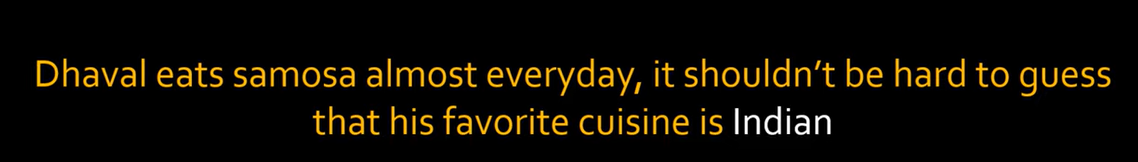 Dhaval eats samosa almost everyday, it shouldn’t be hard to guess
that his favorite cuisine is Indian